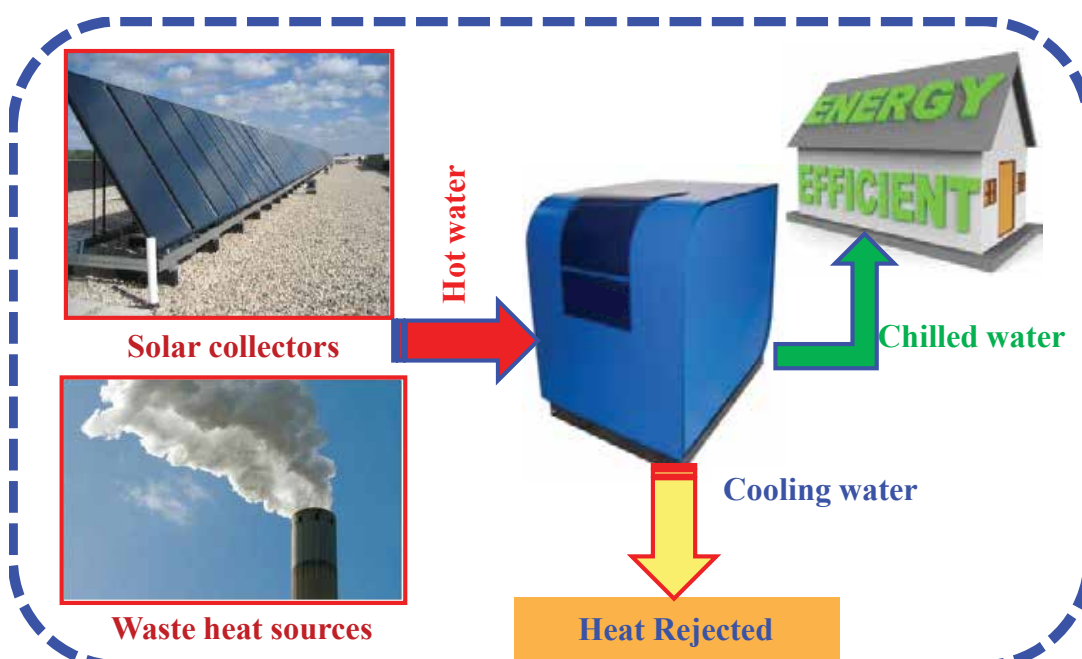 ENERGY
EFFICIENT
Hot water
Solar collectors
Chilled water
Cooling water
Waste heat sources
Heat Rejected